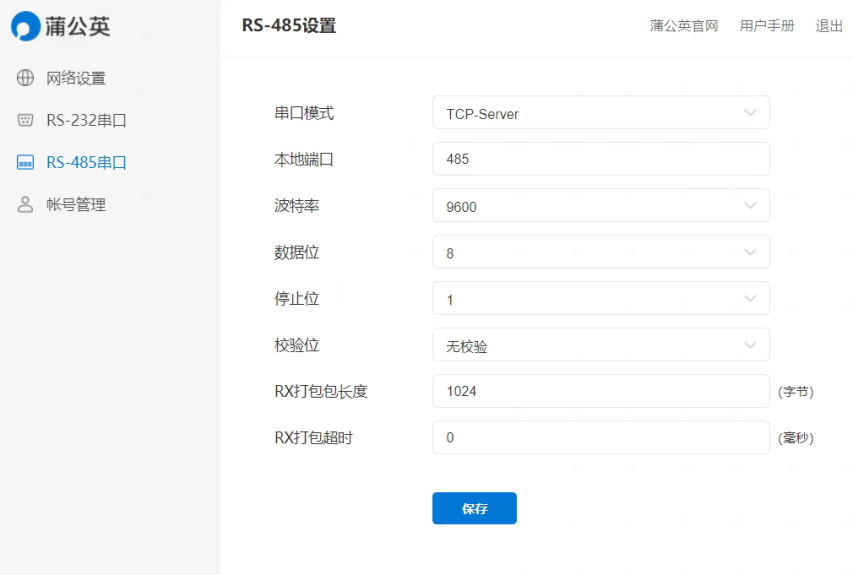 蒲公英
RS-485设置
蒲公英官网 用户手册 退出
网络设置
RS-232串口
RS-485串口
帐号管理
串口模式 TCP-Server
本地端口 485
波特率 9600
数据位 8
停止位 1
校验位 无校验
RX打包包长度 1024 (字节)
RX打包超时 0 (毫秒)
保存